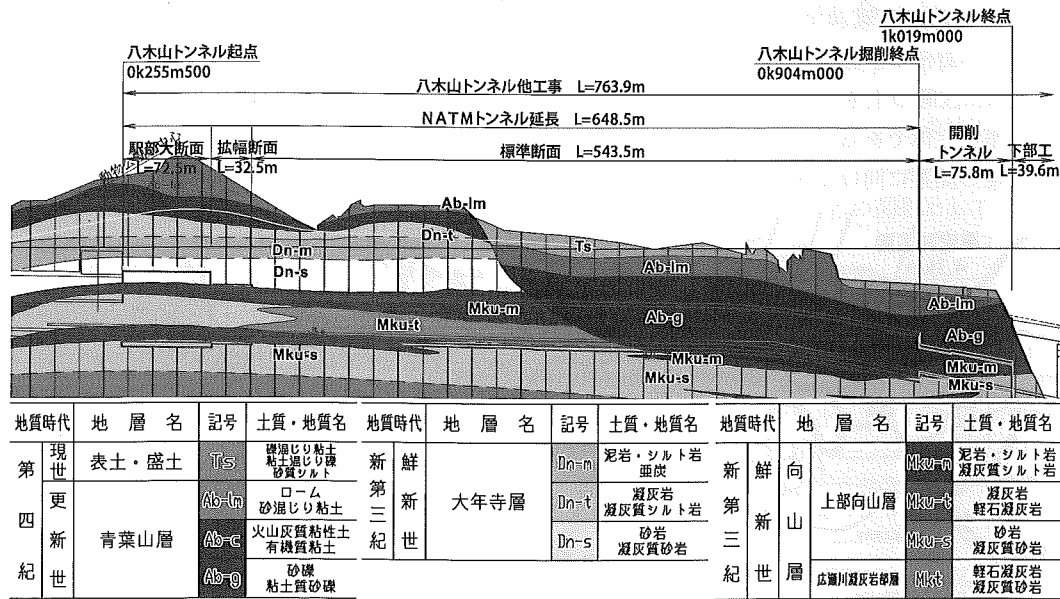 八木山トンネル終点
1k019m000
八木山トンネル起点
0k255m500
八木山トンネル掘削終点
0k904m000
八木山トンネル他工事 L=763.9m
NATMトンネル延長 L=648.5m
駅部大断面
L=72.5m
拡幅断面
L=32.5m
標準断面 L=543.5m
開削
トンネル
L=75.8m
下部工
L=39.6m
Ab-lm
Dn-t
Dn-m
Dn-s
Ts
Ab-lm
Mku-m
Mku-t
Ab-g
Mku-s
Mku-m
Mku-s
Ab-lm
Ab-g
Mku-m
Mku-s
地質時代 地層名 記号 土質・地質名
第四紀 現世 表土・盛土 Ts 礫混じり粘土
粘土混じり礫
砂質シルト
更新世 青葉山層 Ab-lm ローム
砂混じり粘土
Ab-c 火山灰質粘性土
有機質粘土
Ab-g 砂礫
粘土質砂礫
地質時代 地層名 記号 土質・地質名
新第三紀 鮮新世 大年寺層 Dn-m 泥岩・シルト岩
亜炭
Dn-t 凝灰岩
凝灰質シルト岩
Dn-s 砂岩
凝灰質砂岩
地質時代 地層名 記号 土質・地質名
新第三紀 鮮新世 向山層 上部向山層 Mku-m 泥岩・シルト岩
凝灰質砂岩
Mku-t 凝灰岩
軽石凝灰岩
Mku-s 砂岩
凝灰質砂岩
広瀬川凝灰岩部層 Mkt 軽石凝灰岩
凝灰質砂岩